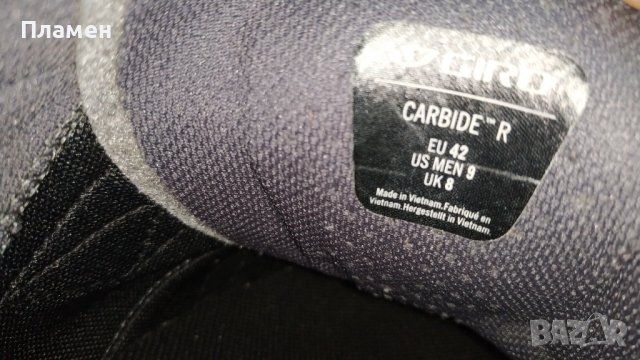 Пламен
GIRO
CARBIDE™ R
EU 42
US MEN 9
UK 8
Made in Vietnam.Fabriqué en
Vietnam.Hergestellt in Vietnam.
BAZAR